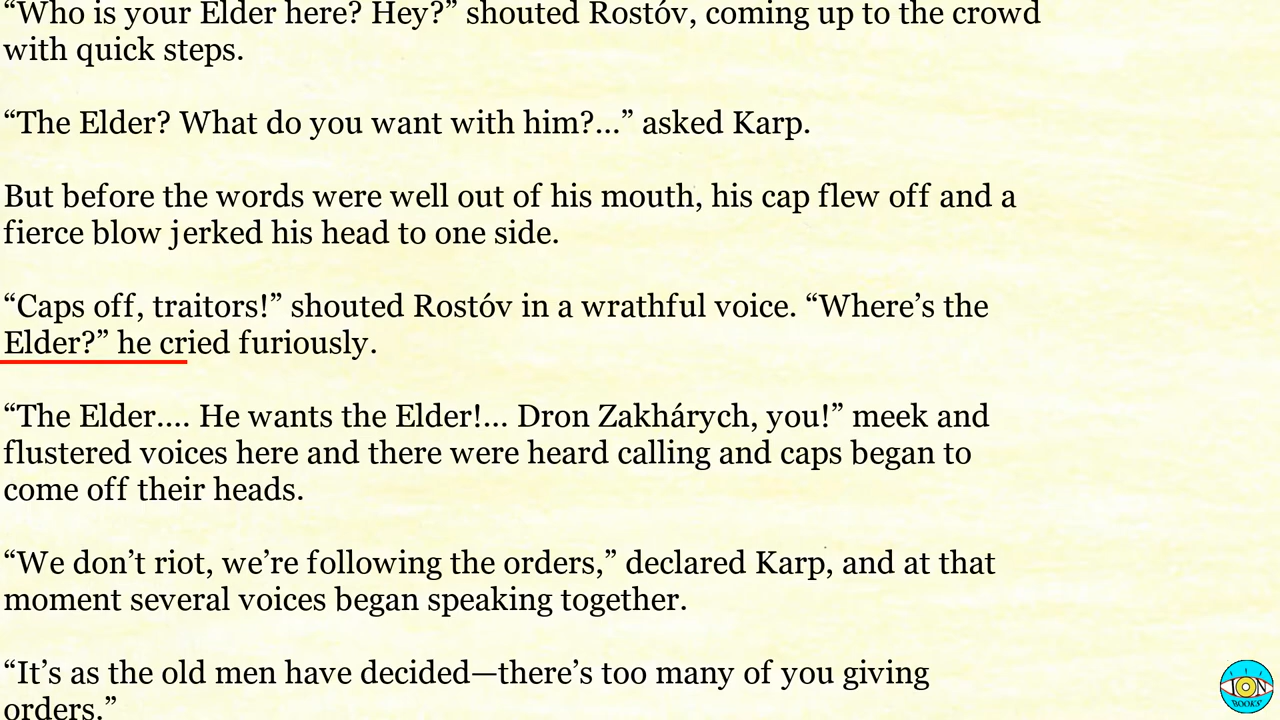 “Who is your Elder here? Hey?” shouted Rostóv, coming up to the crowd
with quick steps.
“The Elder? What do you want with him?...” asked Karp.
But before the words were well out of his mouth, his cap flew off and a
fierce blow jerked his head to one side.
“Caps off, traitors!” shouted Rostóv in a wrathful voice. “Where’s the
Elder?” he cried furiously.
“The Elder.... He wants the Elder!... Dron Zakhárych, you!” meek and
flustered voices here and there were heard calling and caps began to
come off their heads.
“We don’t riot, we’re following the orders,” declared Karp, and at that
moment several voices began speaking together.
“It’s as the old men have decided—there’s too many of you giving
orders.”
ION
BOOKS